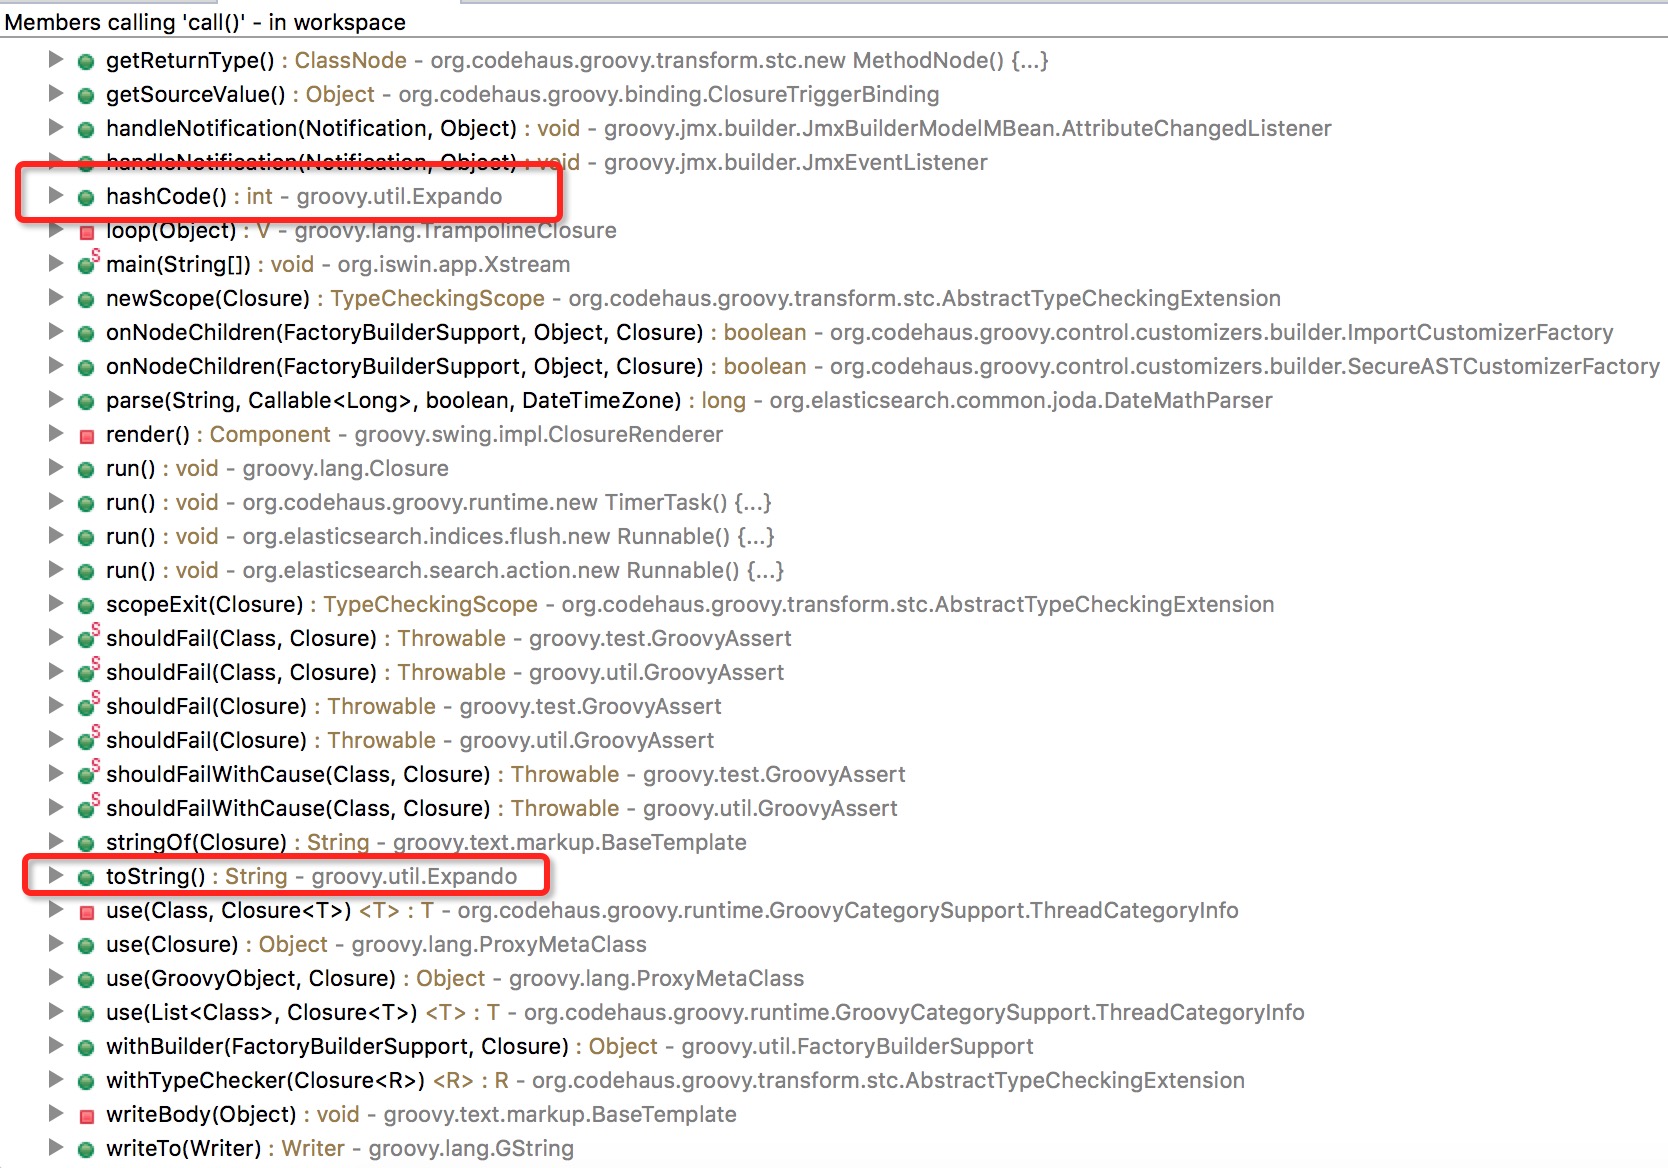 Members calling 'call()' - in workspace
getReturnType() : ClassNode - org.codehaus.groovy.transform.stc.new MethodNode() {...}
getSourceValue() : Object - org.codehaus.groovy.binding.ClosureTriggerBinding
handleNotification(Notification, Object) : void - groovy.jmx.builder.JmxBuilderModelMBean.AttributeChangedListener
handleNotification(Notification, Object) : void - groovy.jmx.builder.JmxEventListener
hashCode() : int - groovy.util.Expando
loop(Object) : V - groovy.lang.TrampolineClosure
main(String[]) : void - org.iswin.app.Xstream
newScope(Closure) : TypeCheckingScope - org.codehaus.groovy.transform.stc.AbstractTypeCheckingExtension
onNodeChildren(FactoryBuilderSupport, Object, Closure) : boolean - org.codehaus.groovy.control.customizers.builder.ImportCustomizerFactory
onNodeChildren(FactoryBuilderSupport, Object, Closure) : boolean - org.codehaus.groovy.control.customizers.builder.SecureASTCustomizerFactory
parse(String, Callable<Long>, boolean, DateTimeZone) : long - org.elasticsearch.common.joda.DateMathParser
render() : Component - groovy.swing.impl.ClosureRenderer
run() : void - groovy.lang.Closure
run() : void - org.codehaus.groovy.runtime.new TimerTask() {...}
run() : void - org.elasticsearch.indices.flush.new Runnable() {...}
run() : void - org.elasticsearch.search.action.new Runnable() {...}
scopeExit(Closure) : TypeCheckingScope - org.codehaus.groovy.transform.stc.AbstractTypeCheckingExtension
shouldFail(Class, Closure) : Throwable - groovy.test.GroovyAssert
shouldFail(Class, Closure) : Throwable - groovy.util.GroovyAssert
shouldFail(Closure) : Throwable - groovy.test.GroovyAssert
shouldFail(Closure) : Throwable - groovy.util.GroovyAssert
shouldFailWithCause(Class, Closure) : Throwable - groovy.test.GroovyAssert
shouldFailWithCause(Class, Closure) : Throwable - groovy.util.GroovyAssert
stringOf(Closure) : String - groovy.text.markup.BaseTemplate
toString() : String - groovy.util.Expando
use(Class, Closure<T>) <T> : T - org.codehaus.groovy.runtime.GroovyCategorySupport.ThreadCategoryInfo
use(Closure) : Object - groovy.lang.ProxyMetaClass
use(GroovyObject, Closure) : Object - groovy.lang.ProxyMetaClass
use(List<Class>, Closure<T>) <T> : T - org.codehaus.groovy.runtime.GroovyCategorySupport.ThreadCategoryInfo
withBuilder(FactoryBuilderSupport, Closure) : Object - groovy.util.FactoryBuilderSupport
withTypeChecker(Closure<R>) <R> : R - org.codehaus.groovy.transform.stc.AbstractTypeCheckingExtension
writeBody(Object) : void - groovy.text.markup.BaseTemplate
writeTo(Writer) : Writer - groovy.lang.GString